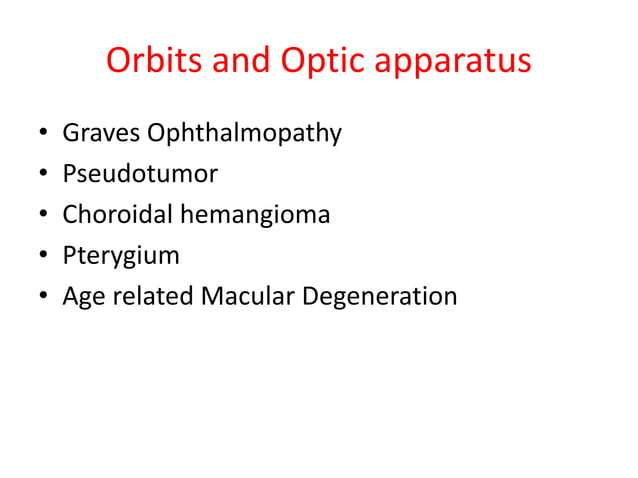 Orbits and Optic apparatus
• Graves Ophthalmopathy
• Pseudotumor
• Choroidal hemangioma
• Pterygium
• Age related Macular Degeneration